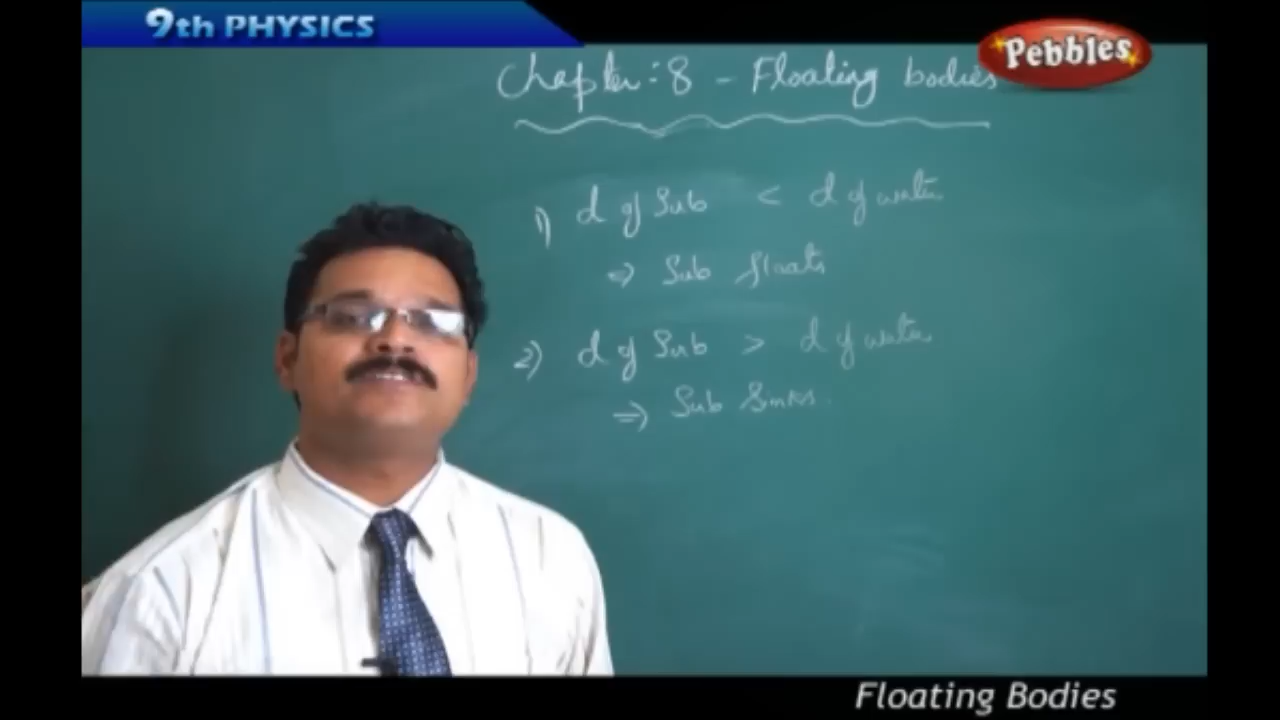 9th PHYSICS
Pebbles
Chapter: 8 - Floating bodies
1) d of Sub < d of water
⇒ Sub floats
2) d of Sub > d of water
⇒ Sub Sinks
Floating Bodies